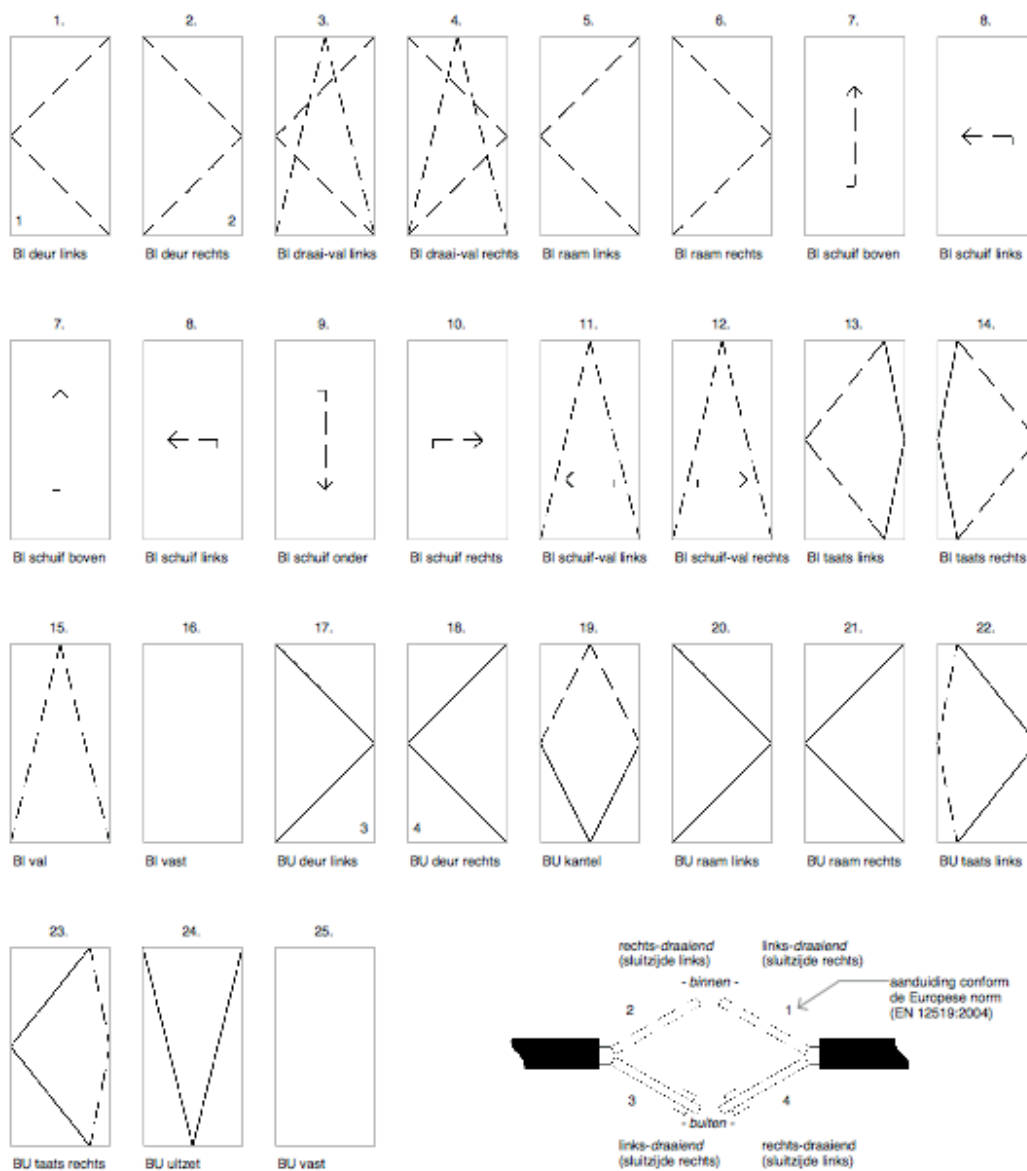 1. 2. 3. 4. 5. 6. 7. 8.
1 2
BI deur links BI deur rechts BI draai-val links BI draai-val rechts BI raam links BI raam rechts BI schuif boven BI schuif links
7. 8. 9. 10. 11. 12. 13. 14.
BI schuif boven BI schuif links BI schuif onder BI schuif rechts BI schuif-val links BI schuif-val rechts BI taats links BI taats rechts
15. 16. 17. 18. 19. 20. 21. 22.
3 4
BI val BI vast BU deur links BU deur rechts BU kantel BU raam links BU raam rechts BU taats links
23. 24. 25.
BU taats rechts BU uitzet BU vast
rechts-draaiend links-draaiend
(sluitzijde links) (sluitzijde rechts)
- binnen -
aanduiding conform
de Europese norm
(EN 12519:2004)
2 1
3 4
- buiten -
links-draaiend rechts-draaiend
(sluitzijde rechts) (sluitzijde links)